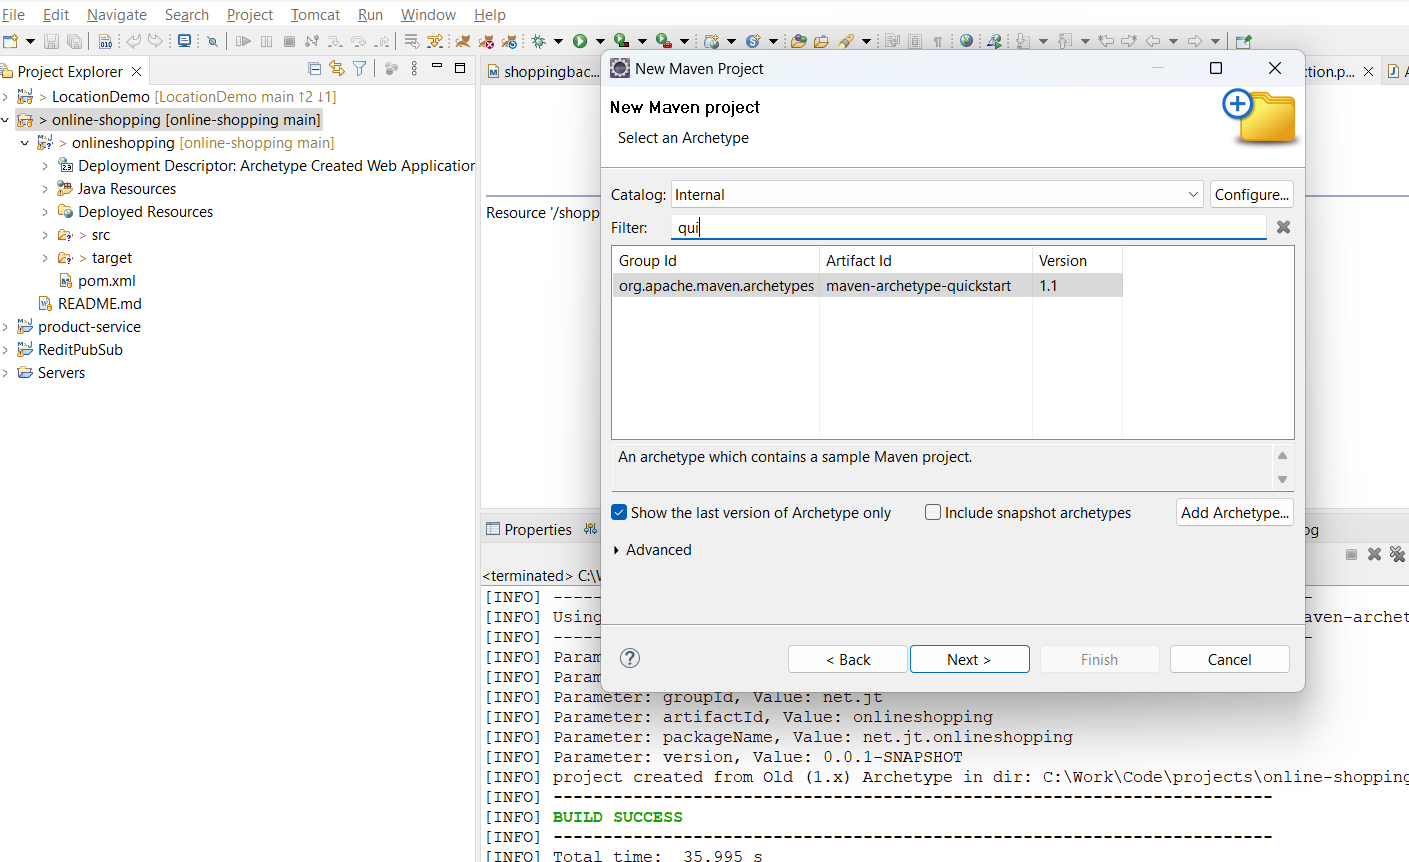 File Edit Navigate Search Project Tomcat Run Window Help
Project Explorer
LocationDemo [LocationDemo main ↑2 ↓1]
> online-shopping [online-shopping main]
> onlineshopping [online-shopping main]
Deployment Descriptor: Archetype Created Web Application
Java Resources
Deployed Resources
> src
> target
pom.xml
README.md
product-service
ReditPubSub
Servers
shoppingbac...
ction.p...
Resource '/shopp
New Maven Project
New Maven project
Select an Archetype
Catalog: Internal Configure...
Filter: qui
Group Id Artifact Id Version
org.apache.maven.archetypes maven-archetype-quickstart 1.1
An archetype which contains a sample Maven project.
Show the last version of Archetype only Include snapshot archetypes Add Archetype...
Advanced
< Back Next > Finish Cancel
Properties
og
<terminated> C:\
[INFO] -----
[INFO] Using aven-archet
[INFO] -----
[INFO] Param
[INFO] Param
[INFO] Parameter: groupId, Value: net.jt
[INFO] Parameter: artifactId, Value: onlineshopping
[INFO] Parameter: packageName, Value: net.jt.onlineshopping
[INFO] Parameter: version, Value: 0.0.1-SNAPSHOT
[INFO] project created from Old (1.x) Archetype in dir: C:\Work\Code\projects\online-shopping
[INFO] ------------------------------------------------------------------------
[INFO] BUILD SUCCESS
[INFO] ------------------------------------------------------------------------
[INFO] Total time: 35.995 s